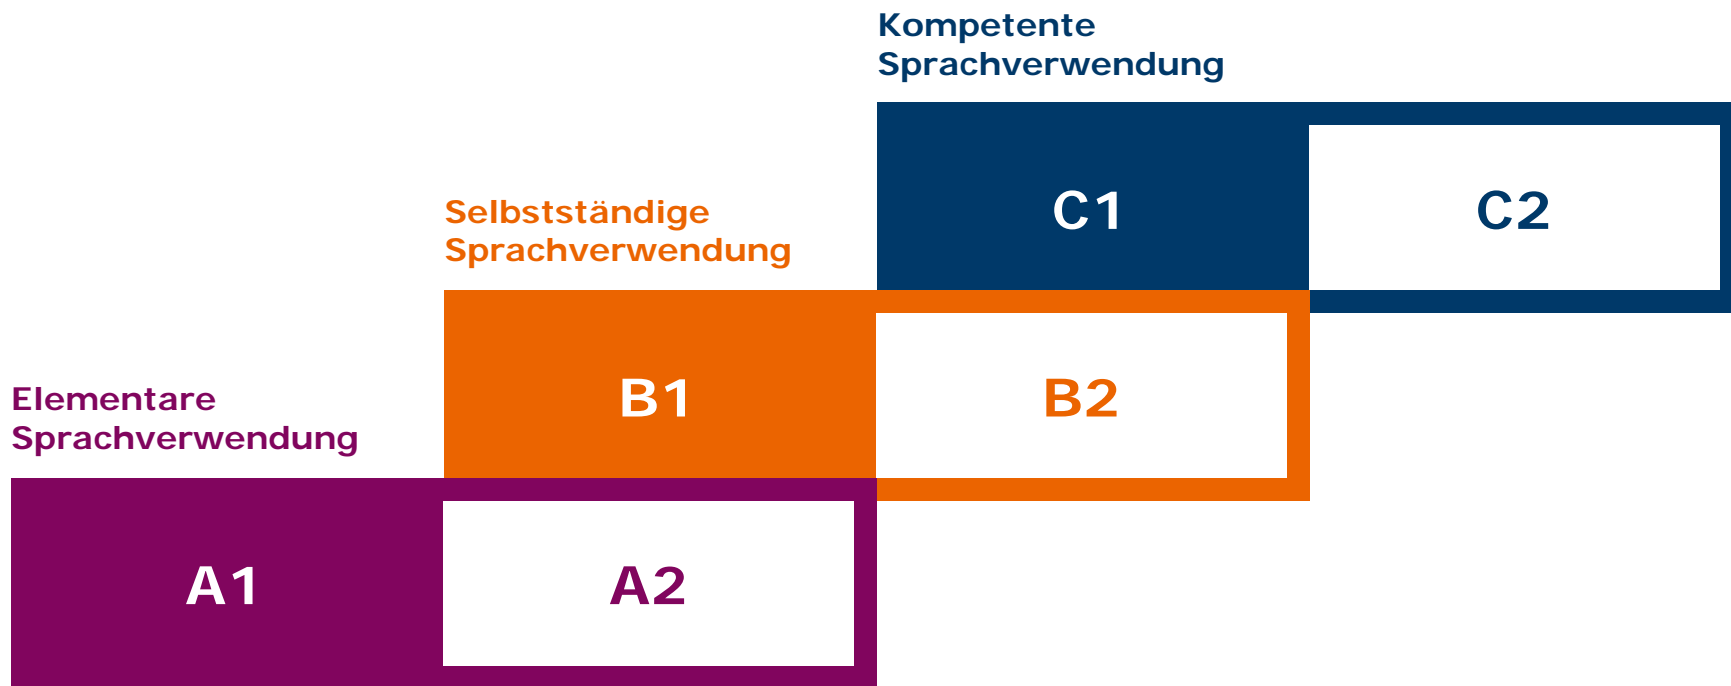 Kompetente
Sprachverwendung
C1
C2
Selbstständige
Sprachverwendung
B1
B2
Elementare
Sprachverwendung
A1
A2